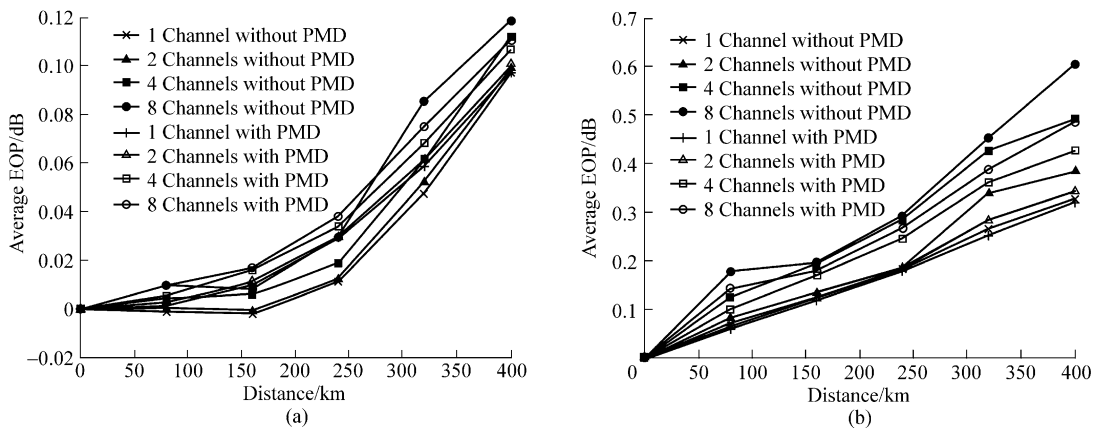 0.12
0.10
0.08
0.06
0.04
0.02
0
−0.02
Average EOP/dB
1 Channel without PMD
2 Channels without PMD
4 Channels without PMD
8 Channels without PMD
1 Channel with PMD
2 Channels with PMD
4 Channels with PMD
8 Channels with PMD
0 50 100 150 200 250 300 350 400
Distance/km
(a)
0.7
0.6
0.5
0.4
0.3
0.2
0.1
Average EOP/dB
1 Channel without PMD
2 Channels without PMD
4 Channels without PMD
8 Channels without PMD
1 Channel with PMD
2 Channels with PMD
4 Channels with PMD
8 Channels with PMD
0 50 100 150 200 250 300 350 400
Distance/km
(b)